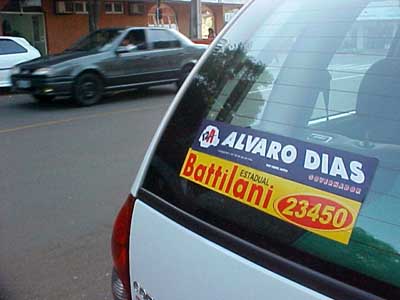 ALVARO DIAS
GOVERNADOR
ESTADUAL
Battilani 23450